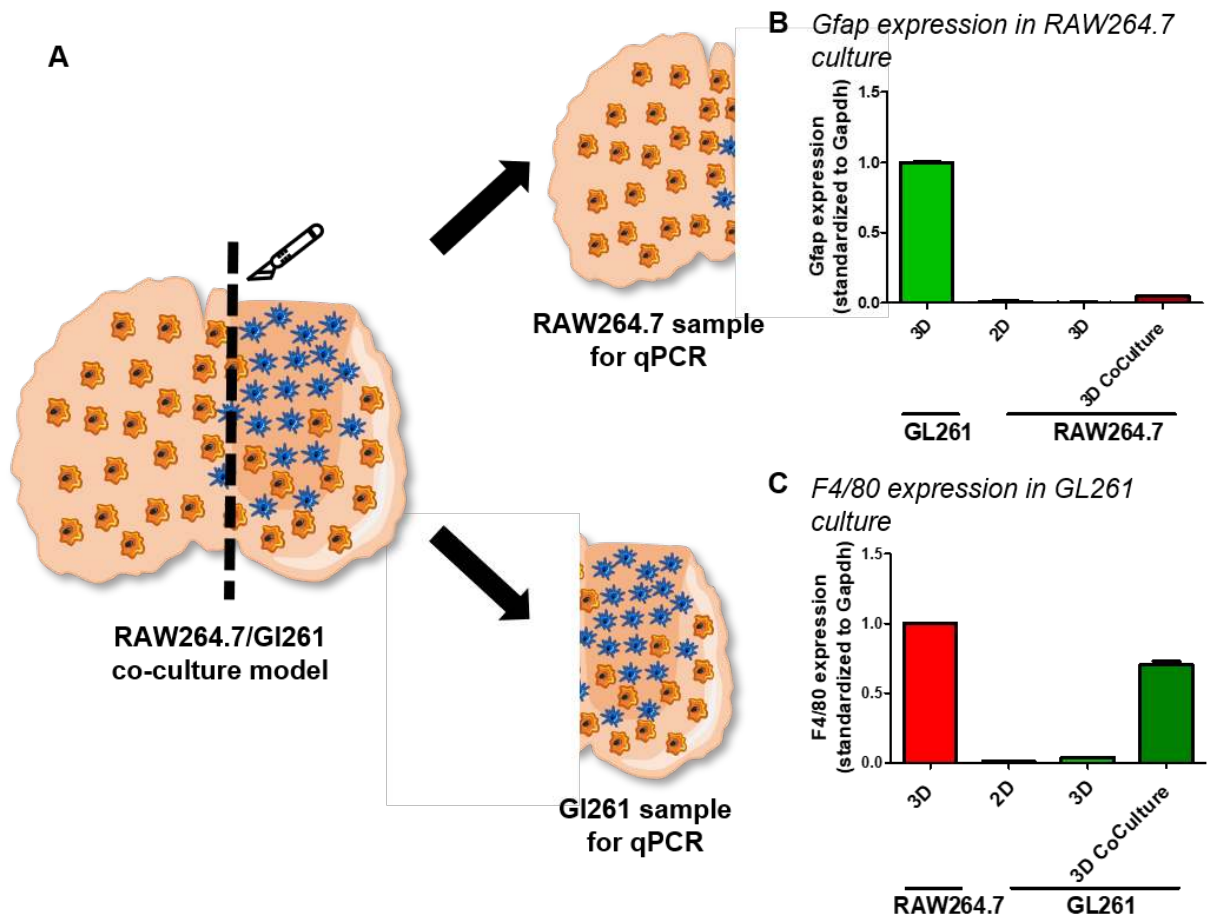 A
RAW264.7/Gl261
co-culture model
RAW264.7 sample
for qPCR
Gl261 sample
for qPCR
B Gfap expression in RAW264.7
culture
Gfap expression
(standardized to Gapdh)
1.5
1.0
0.5
0.0
3D
2D
3D
3D CoCulture
GL261
RAW264.7
C F4/80 expression in GL261
culture
F4/80 expression
(standardized to Gapdh)
1.5
1.0
0.5
0.0
3D
2D
3D
3D CoCulture
RAW264.7
GL261